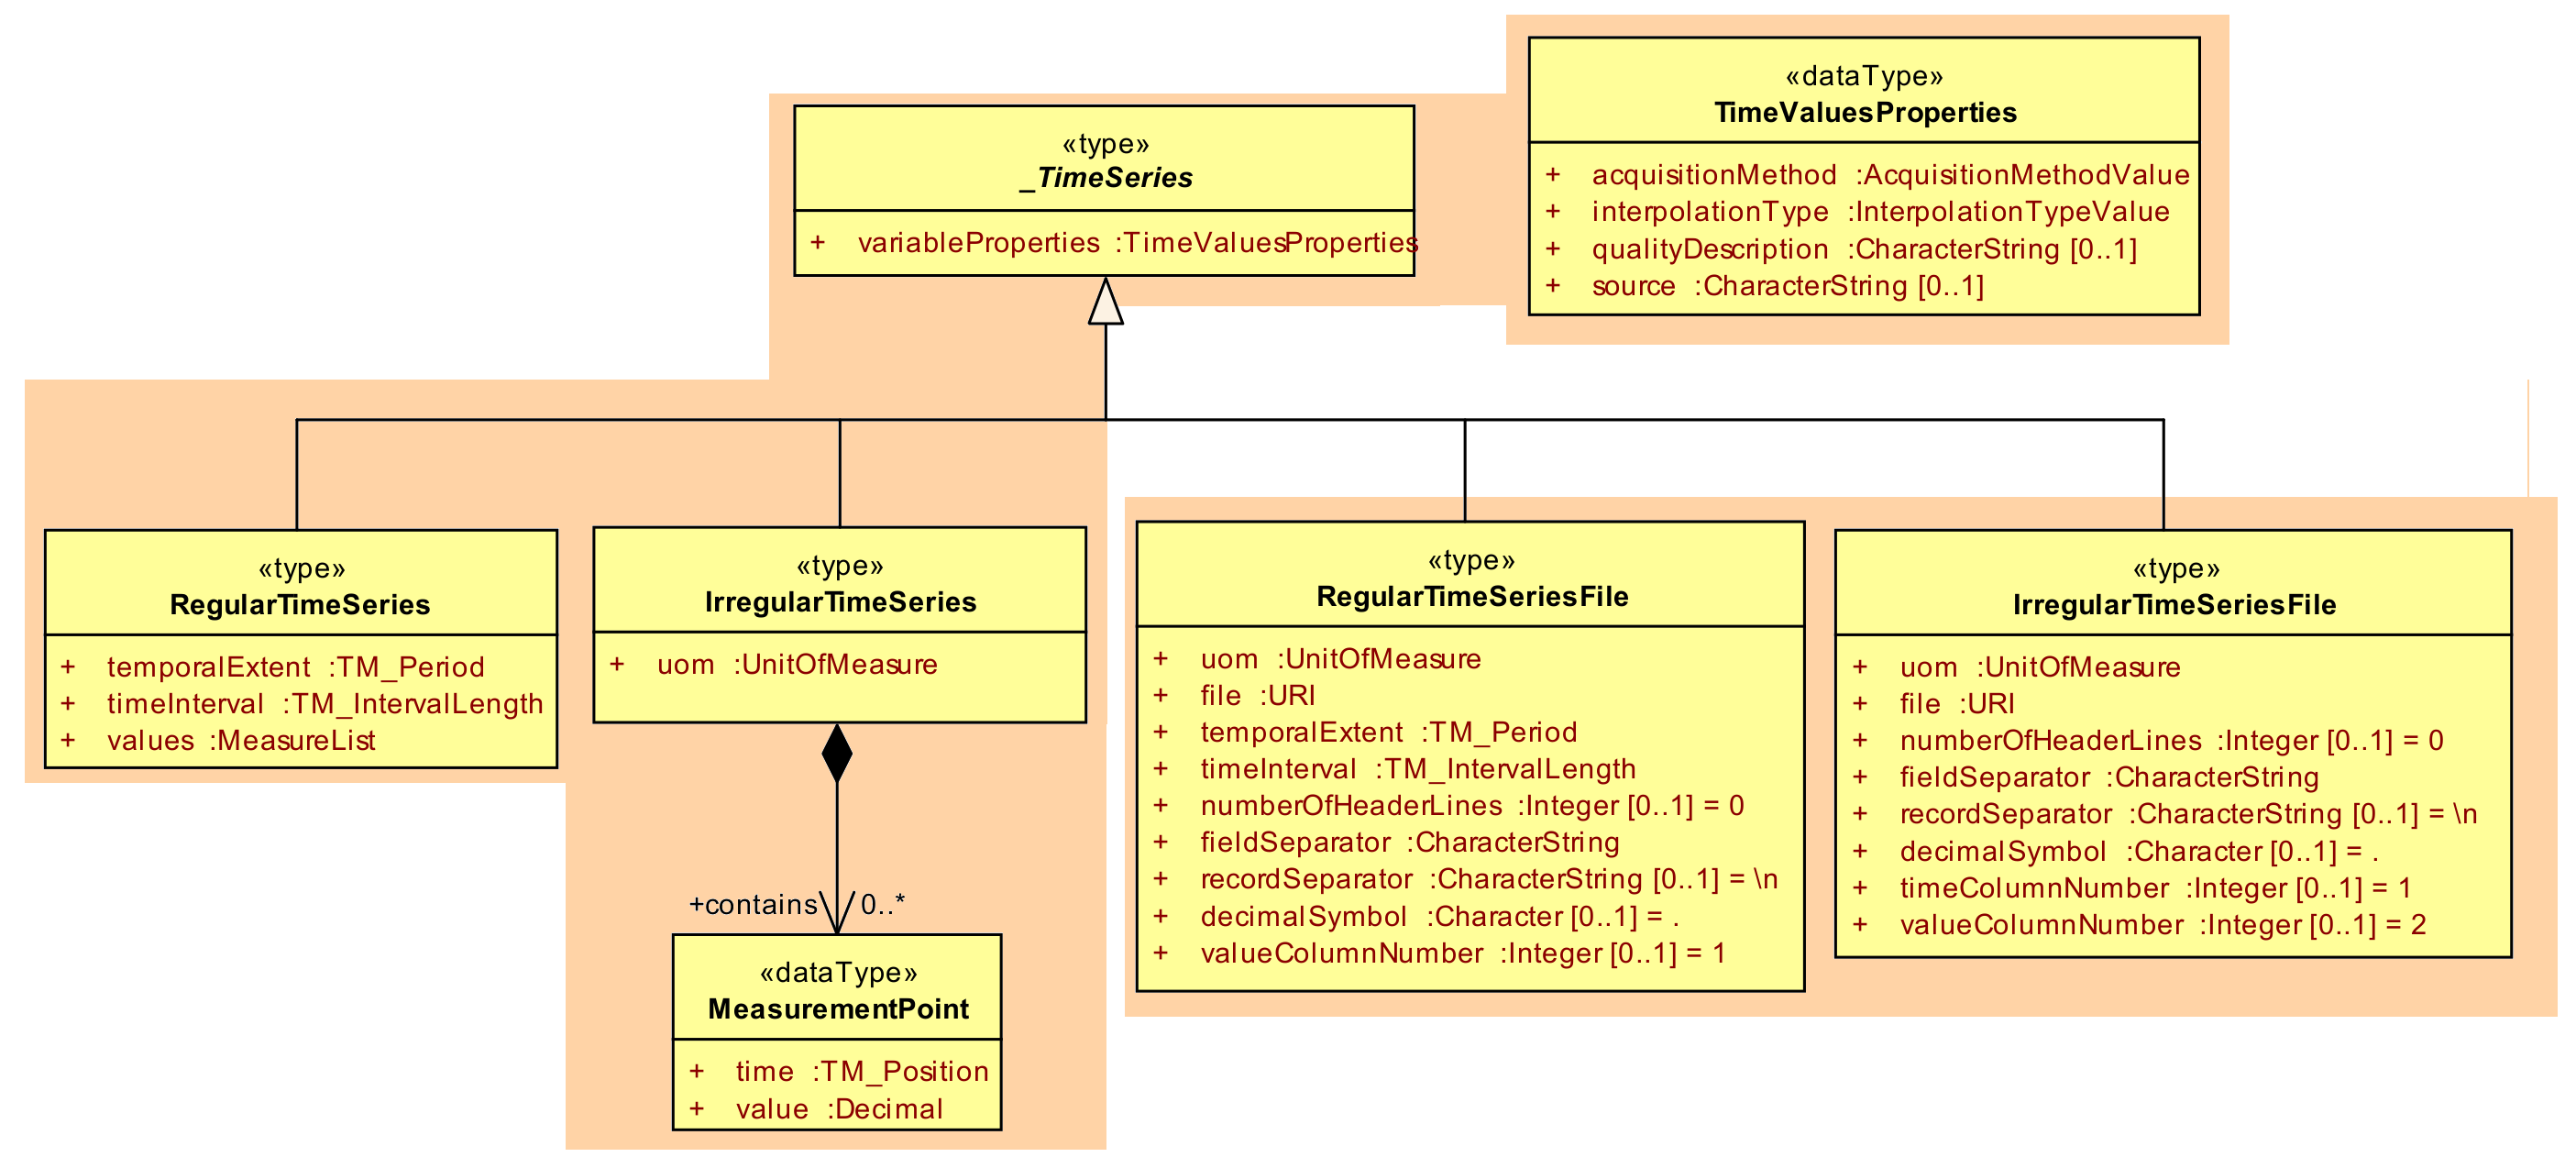 «dataType»
TimeValuesProperties
+ acquisitionMethod :AcquisitionMethodValue
+ interpolationType :InterpolationTypeValue
+ qualityDescription :CharacterString [0..1]
+ source :CharacterString [0..1]
«type»
_TimeSeries
+ variableProperties :TimeValuesProperties
«type»
RegularTimeSeries
+ temporalExtent :TM_Period
+ timeInterval :TM_IntervalLength
+ values :MeasureList
«type»
IrregularTimeSeries
+ uom :UnitOfMeasure
+contains 0..*
«dataType»
MeasurementPoint
+ time :TM_Position
+ value :Decimal
«type»
RegularTimeSeriesFile
+ uom :UnitOfMeasure
+ file :URI
+ temporalExtent :TM_Period
+ timeInterval :TM_IntervalLength
+ numberOfHeaderLines :Integer [0..1] = 0
+ fieldSeparator :CharacterString
+ recordSeparator :CharacterString [0..1] = \n
+ decimalSymbol :Character [0..1] = .
+ valueColumnNumber :Integer [0..1] = 1
«type»
IrregularTimeSeriesFile
+ uom :UnitOfMeasure
+ file :URI
+ numberOfHeaderLines :Integer [0..1] = 0
+ fieldSeparator :CharacterString
+ recordSeparator :CharacterString [0..1] = \n
+ decimalSymbol :Character [0..1] = .
+ timeColumnNumber :Integer [0..1] = 1
+ valueColumnNumber :Integer [0..1] = 2